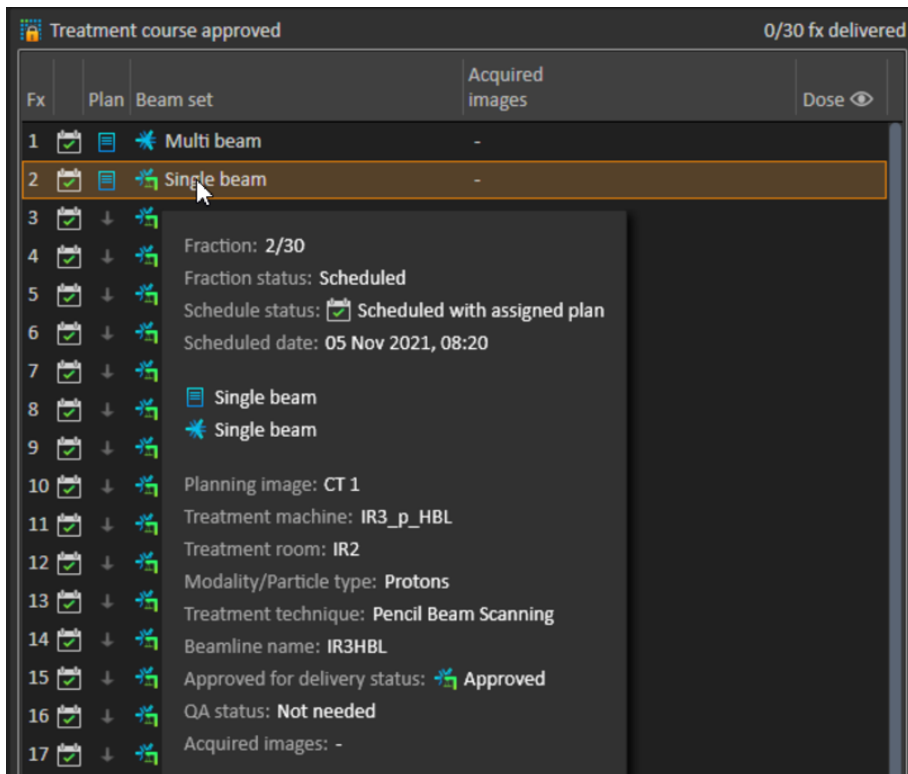 Treatment course approved 0/30 fx delivered
Acquired
Fx Plan Beam set images Dose
1 Multi beam -
2 Single beam -
3
4
5
6
7
8
9
10
11
12
13
14
15
16
17
Fraction: 2/30
Fraction status: Scheduled
Schedule status: Scheduled with assigned plan
Scheduled date: 05 Nov 2021, 08:20
Single beam
Single beam
Planning image: CT 1
Treatment machine: IR3_p_HBL
Treatment room: IR2
Modality/Particle type: Protons
Treatment technique: Pencil Beam Scanning
Beamline name: IR3HBL
Approved for delivery status: Approved
QA status: Not needed
Acquired images: -